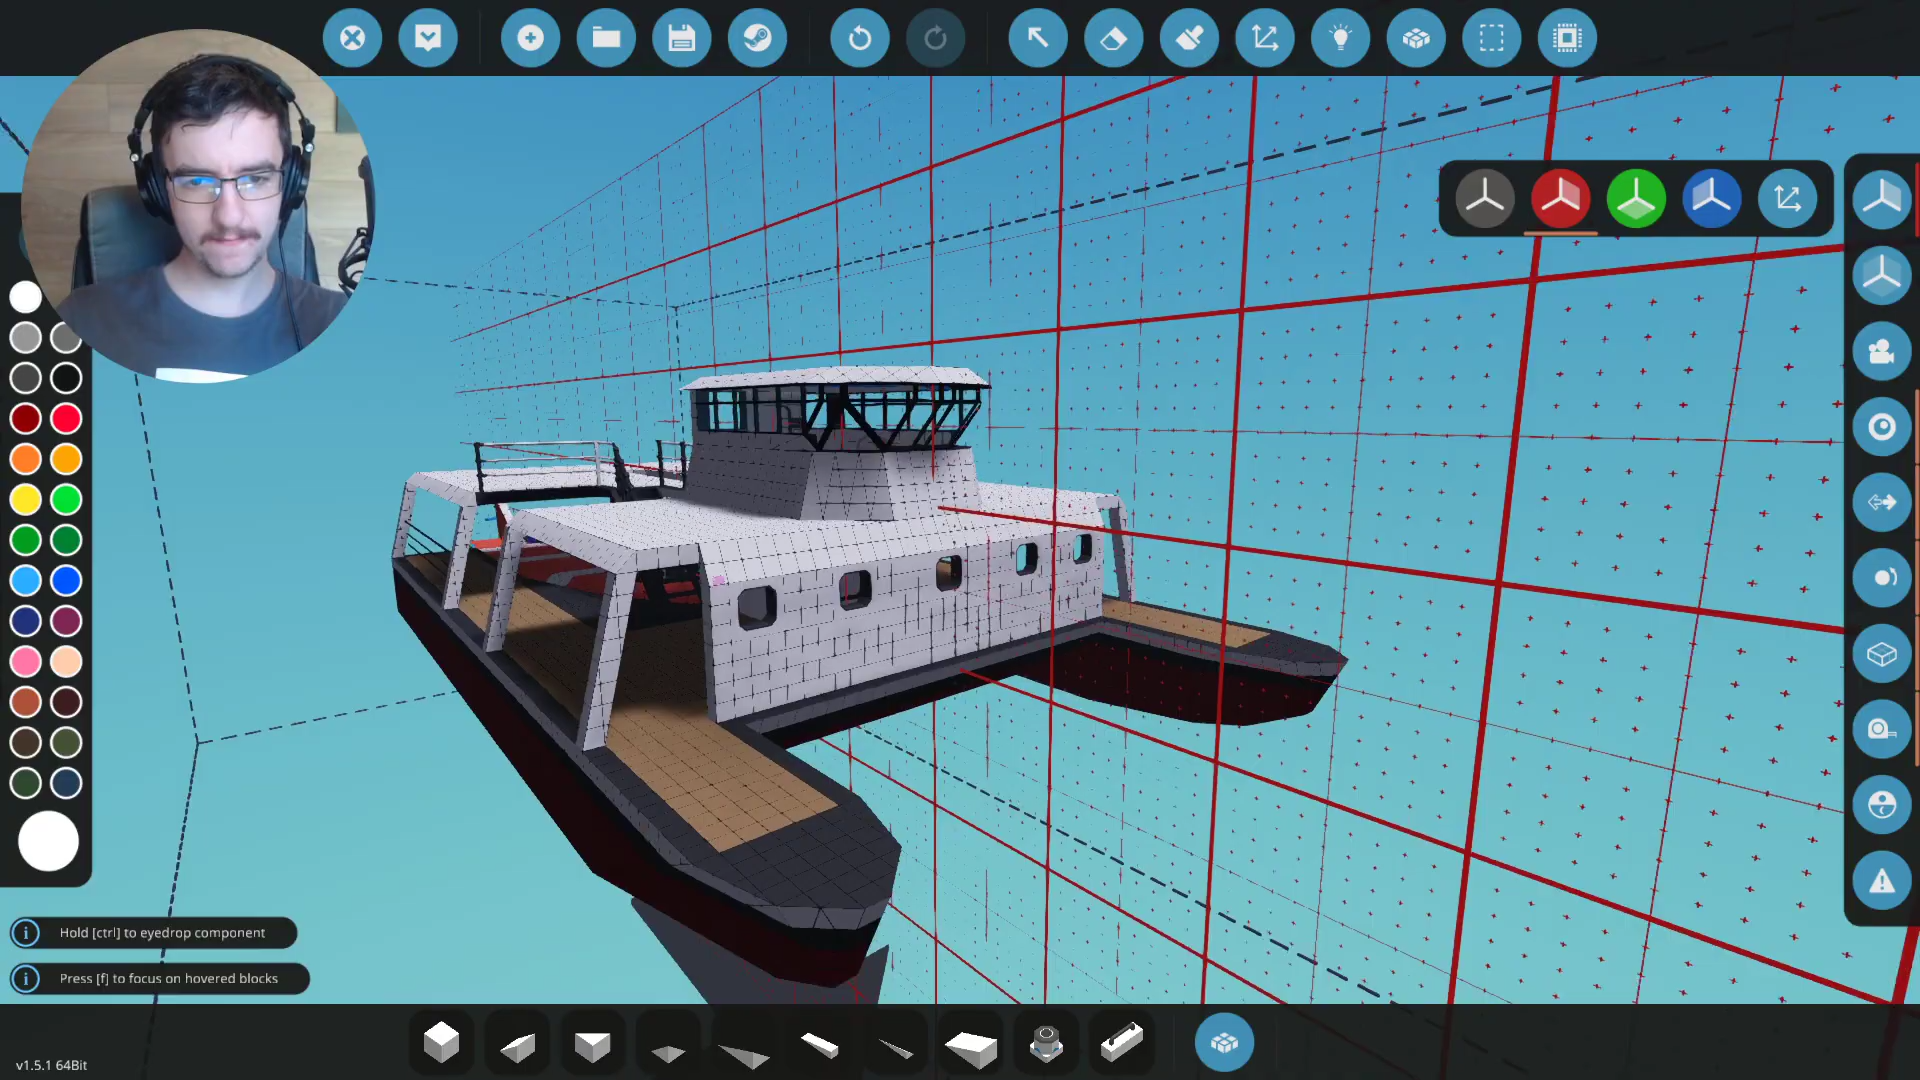 Hold [ctrl] to eyedrop component
Press [f] to focus on hovered blocks
v1.5.1 64Bit